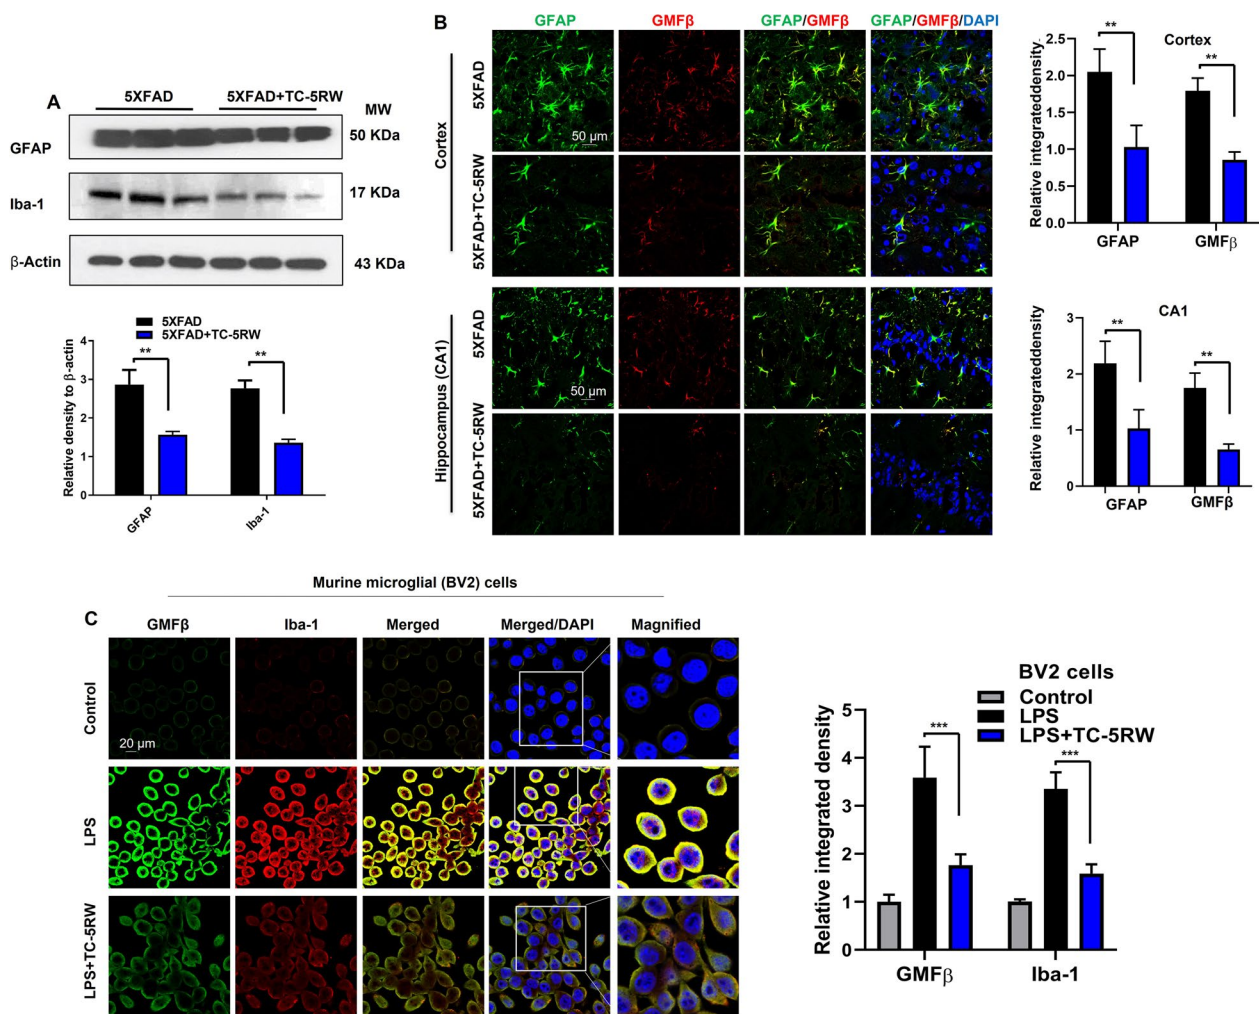 A
5XFAD
5XFAD+TC-5RW
MW
GFAP
50 KDa
Iba-1
17 KDa
β-Actin
43 KDa
5XFAD
5XFAD+TC-5RW
Relative density to β-actin
4
3
2
1
0
**
**
GFAP
Iba-1
B
GFAP
GMFβ
GFAP/GMFβ
GFAP/GMFβ/DAPI
Cortex
5XFAD
50 µm
5XFAD+TC-5RW
Hippocampus (CA1)
5XFAD
50 µm
5XFAD+TC-5RW
Cortex
Relative integrateddensity
2.5
2.0
1.5
1.0
0.5
0.0
**
**
GFAP
GMFβ
CA1
Relative integrateddensity
3
2
1
0
**
**
GFAP
GMFβ
Murine microglial (BV2) cells
C
GMFβ
Iba-1
Merged
Merged/DAPI
Magnified
Control
20 µm
LPS
LPS+TC-5RW
BV2 cells
Control
LPS
LPS+TC-5RW
Relative integrated density
5
4
3
2
1
0
***
***
GMFβ
Iba-1